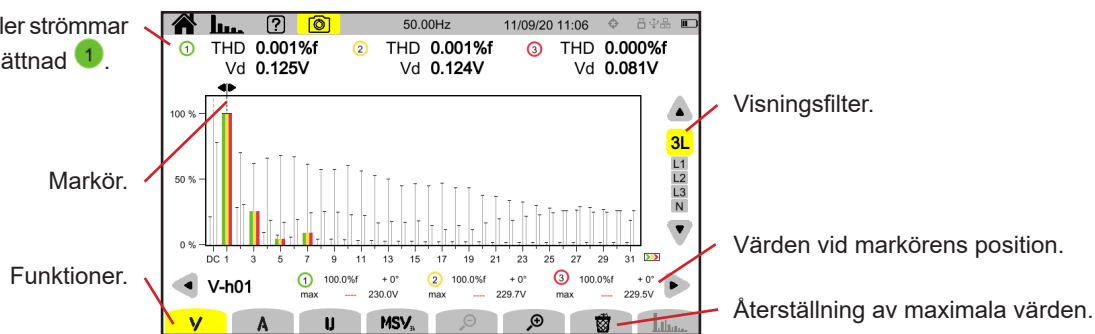 ler strömmar
ättnad 1.
50.00Hz 11/09/20 11:06
1 THD 0.001%f 2 THD 0.001%f 3 THD 0.000%f
Vd 0.125V Vd 0.124V Vd 0.081V
100 %
50 %
0 %
DC 1 3 5 7 9 11 13 15 17 19 21 23 25 27 29 31
3L
L1
L2
L3
N
V-h01
1 100.0%f + 0° 2 100.0%f + 0° 3 100.0%f + 0°
max ---- 230.0V max ---- 229.7V max ---- 229.5V
V A U MSV%
Markör.
Funktioner.
Visningsfilter.
Värden vid markörens position.
Återställning av maximala värden.